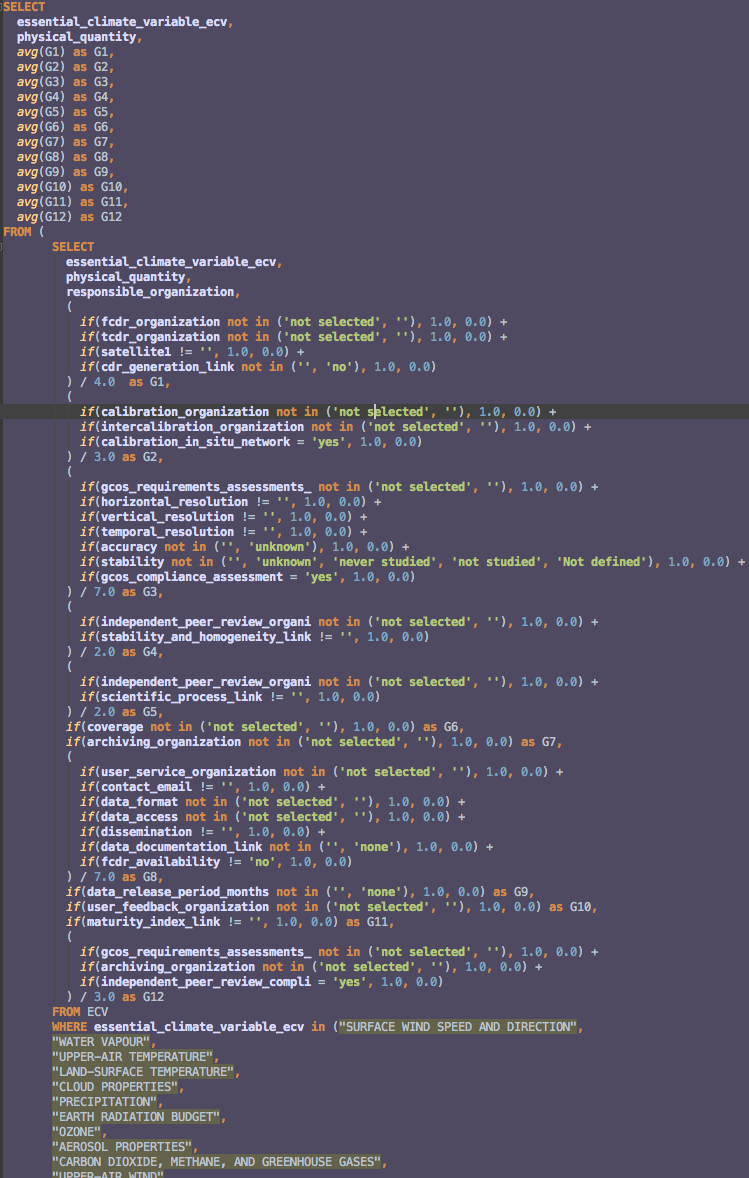 SELECT
essential_climate_variable_ecv,
physical_quantity,
avg(G1) as G1,
avg(G2) as G2,
avg(G3) as G3,
avg(G4) as G4,
avg(G5) as G5,
avg(G6) as G6,
avg(G7) as G7,
avg(G8) as G8,
avg(G9) as G9,
avg(G10) as G10,
avg(G11) as G11,
avg(G12) as G12
FROM (
SELECT
essential_climate_variable_ecv,
physical_quantity,
responsible_organization,
(
if(fcdr_organization not in ('not selected', ''), 1.0, 0.0) +
if(tcdr_organization not in ('not selected', ''), 1.0, 0.0) +
if(satellite1 != '', 1.0, 0.0) +
if(cdr_generation_link not in ('', 'no'), 1.0, 0.0)
) / 4.0  as G1,
(
if(calibration_organization not in ('not selected', ''), 1.0, 0.0) +
if(intercalibration_organization not in ('not selected', ''), 1.0, 0.0) +
if(calibration_in_situ_network = 'yes', 1.0, 0.0)
) / 3.0 as G2,
(
if(gcos_requirements_assessments_ not in ('not selected', ''), 1.0, 0.0) +
if(horizontal_resolution != '', 1.0, 0.0) +
if(vertical_resolution != '', 1.0, 0.0) +
if(temporal_resolution != '', 1.0, 0.0) +
if(accuracy not in ('', 'unknown'), 1.0, 0.0) +
if(stability not in ('', 'unknown', 'never studied', 'not studied', 'Not defined'), 1.0, 0.0) +
if(gcos_compliance_assessment = 'yes', 1.0, 0.0)
) / 7.0 as G3,
(
if(independent_peer_review_organi not in ('not selected', ''), 1.0, 0.0) +
if(stability_and_homogeneity_link != '', 1.0, 0.0)
) / 2.0 as G4,
(
if(independent_peer_review_organi not in ('not selected', ''), 1.0, 0.0) +
if(scientific_process_link != '', 1.0, 0.0)
) / 2.0 as G5,
if(coverage not in ('not selected', ''), 1.0, 0.0) as G6,
if(archiving_organization not in ('not selected', ''), 1.0, 0.0) as G7,
(
if(user_service_organization not in ('not selected', ''), 1.0, 0.0) +
if(contact_email != '', 1.0, 0.0) +
if(data_format not in ('not selected', ''), 1.0, 0.0) +
if(data_access not in ('not selected', ''), 1.0, 0.0) +
if(dissemination != '', 1.0, 0.0) +
if(data_documentation_link not in ('', 'none'), 1.0, 0.0) +
if(fcdr_availability != 'no', 1.0, 0.0)
) / 7.0 as G8,
if(data_release_period_months not in ('', 'none'), 1.0, 0.0) as G9,
if(user_feedback_organization not in ('not selected', ''), 1.0, 0.0) as G10,
if(maturity_index_link != '', 1.0, 0.0) as G11,
(
if(gcos_requirements_assessments_ not in ('not selected', ''), 1.0, 0.0) +
if(archiving_organization not in ('not selected', ''), 1.0, 0.0) +
if(independent_peer_review_compli = 'yes', 1.0, 0.0)
) / 3.0 as G12
FROM ECV
WHERE essential_climate_variable_ecv in ("SURFACE WIND SPEED AND DIRECTION",
"WATER VAPOUR",
"UPPER-AIR TEMPERATURE",
"LAND-SURFACE TEMPERATURE",
"CLOUD PROPERTIES",
"PRECIPITATION",
"EARTH RADIATION BUDGET",
"OZONE",
"AEROSOL PROPERTIES",
"CARBON DIOXIDE, METHANE, AND GREENHOUSE GASES",
"UPPER-AIR WIND"